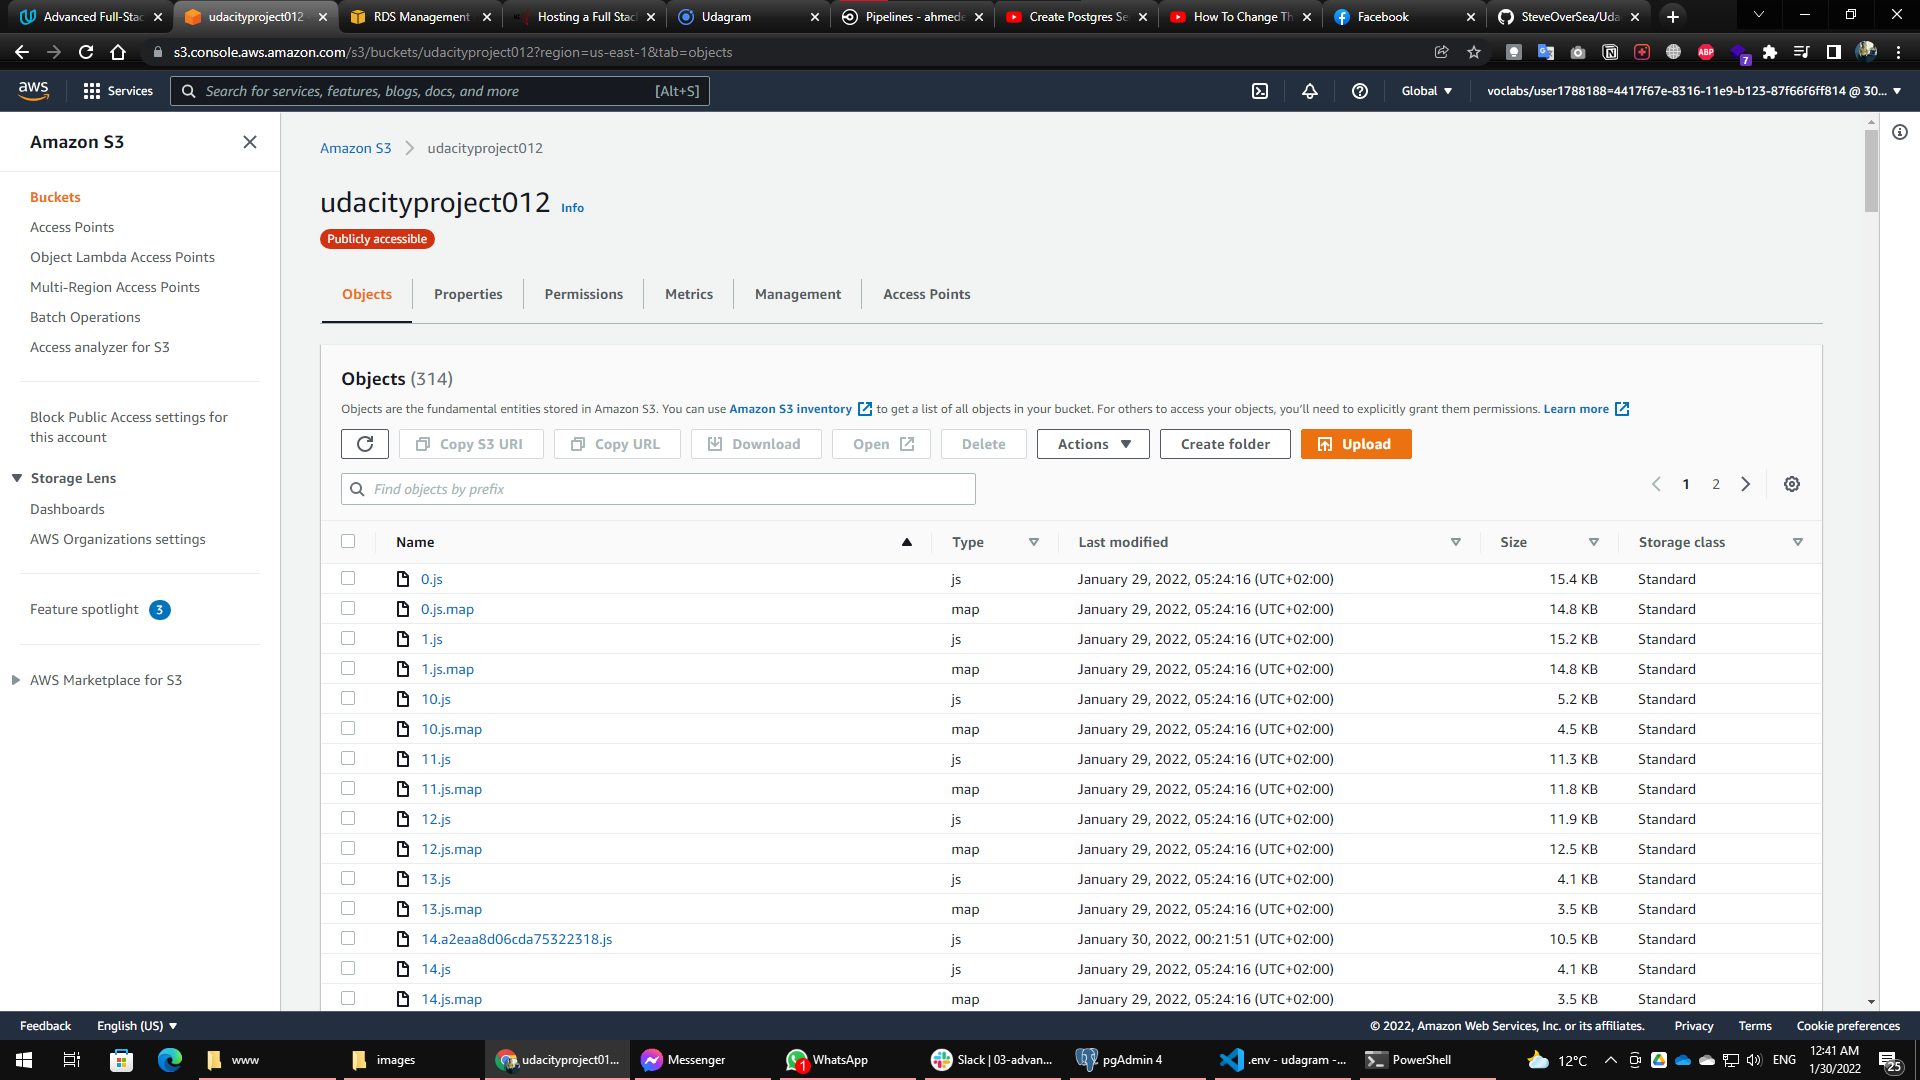 Advanced Full-Stac
udacityproject012
RDS Management
Hosting a Full Stac
Udagram
Pipelines - ahmede
Create Postgres Se
How To Change Th
Facebook
SteveOverSea/Uda
s3.console.aws.amazon.com/s3/buckets/udacityproject012?region=us-east-1&tab=objects
ABP
7
aws
Services
Search for services, features, blogs, docs, and more
[Alt+S]
Global
voclabs/user1788188=4417f67e-8316-11e9-b123-87f66f6ff814 @ 30...
Amazon S3
Buckets
Access Points
Object Lambda Access Points
Multi-Region Access Points
Batch Operations
Access analyzer for S3
Block Public Access settings for
this account
Storage Lens
Dashboards
AWS Organizations settings
Feature spotlight 3
AWS Marketplace for S3
Amazon S3 > udacityproject012
udacityproject012 Info
Publicly accessible
Objects
Properties
Permissions
Metrics
Management
Access Points
Objects (314)
Objects are the fundamental entities stored in Amazon S3. You can use Amazon S3 inventory to get a list of all objects in your bucket. For others to access your objects, you'll need to explicitly grant them permissions. Learn more
Copy S3 URI
Copy URL
Download
Open
Delete
Actions
Create folder
Upload
Find objects by prefix
1 2
Name Type Last modified Size Storage class
0.js js January 29, 2022, 05:24:16 (UTC+02:00) 15.4 KB Standard
0.js.map map January 29, 2022, 05:24:16 (UTC+02:00) 14.8 KB Standard
1.js js January 29, 2022, 05:24:16 (UTC+02:00) 15.2 KB Standard
1.js.map map January 29, 2022, 05:24:16 (UTC+02:00) 14.8 KB Standard
10.js js January 29, 2022, 05:24:16 (UTC+02:00) 5.2 KB Standard
10.js.map map January 29, 2022, 05:24:16 (UTC+02:00) 4.5 KB Standard
11.js js January 29, 2022, 05:24:16 (UTC+02:00) 11.3 KB Standard
11.js.map map January 29, 2022, 05:24:16 (UTC+02:00) 11.8 KB Standard
12.js js January 29, 2022, 05:24:16 (UTC+02:00) 11.9 KB Standard
12.js.map map January 29, 2022, 05:24:16 (UTC+02:00) 12.5 KB Standard
13.js js January 29, 2022, 05:24:16 (UTC+02:00) 4.1 KB Standard
13.js.map map January 29, 2022, 05:24:16 (UTC+02:00) 3.5 KB Standard
14.a2eaa8d06cda75322318.js js January 30, 2022, 00:21:51 (UTC+02:00) 10.5 KB Standard
14.js js January 29, 2022, 05:24:16 (UTC+02:00) 4.1 KB Standard
14.js.map map January 29, 2022, 05:24:16 (UTC+02:00) 3.5 KB Standard
Feedback
English (US)
© 2022, Amazon Web Services, Inc. or its affiliates.
Privacy
Terms
Cookie preferences
www
images
udacityproject01...
Messenger
1
WhatsApp
Slack | 03-advan...
pgAdmin 4
.env - udagram -...
PowerShell
12°C
ENG
12:41 AM
1/30/2022
25